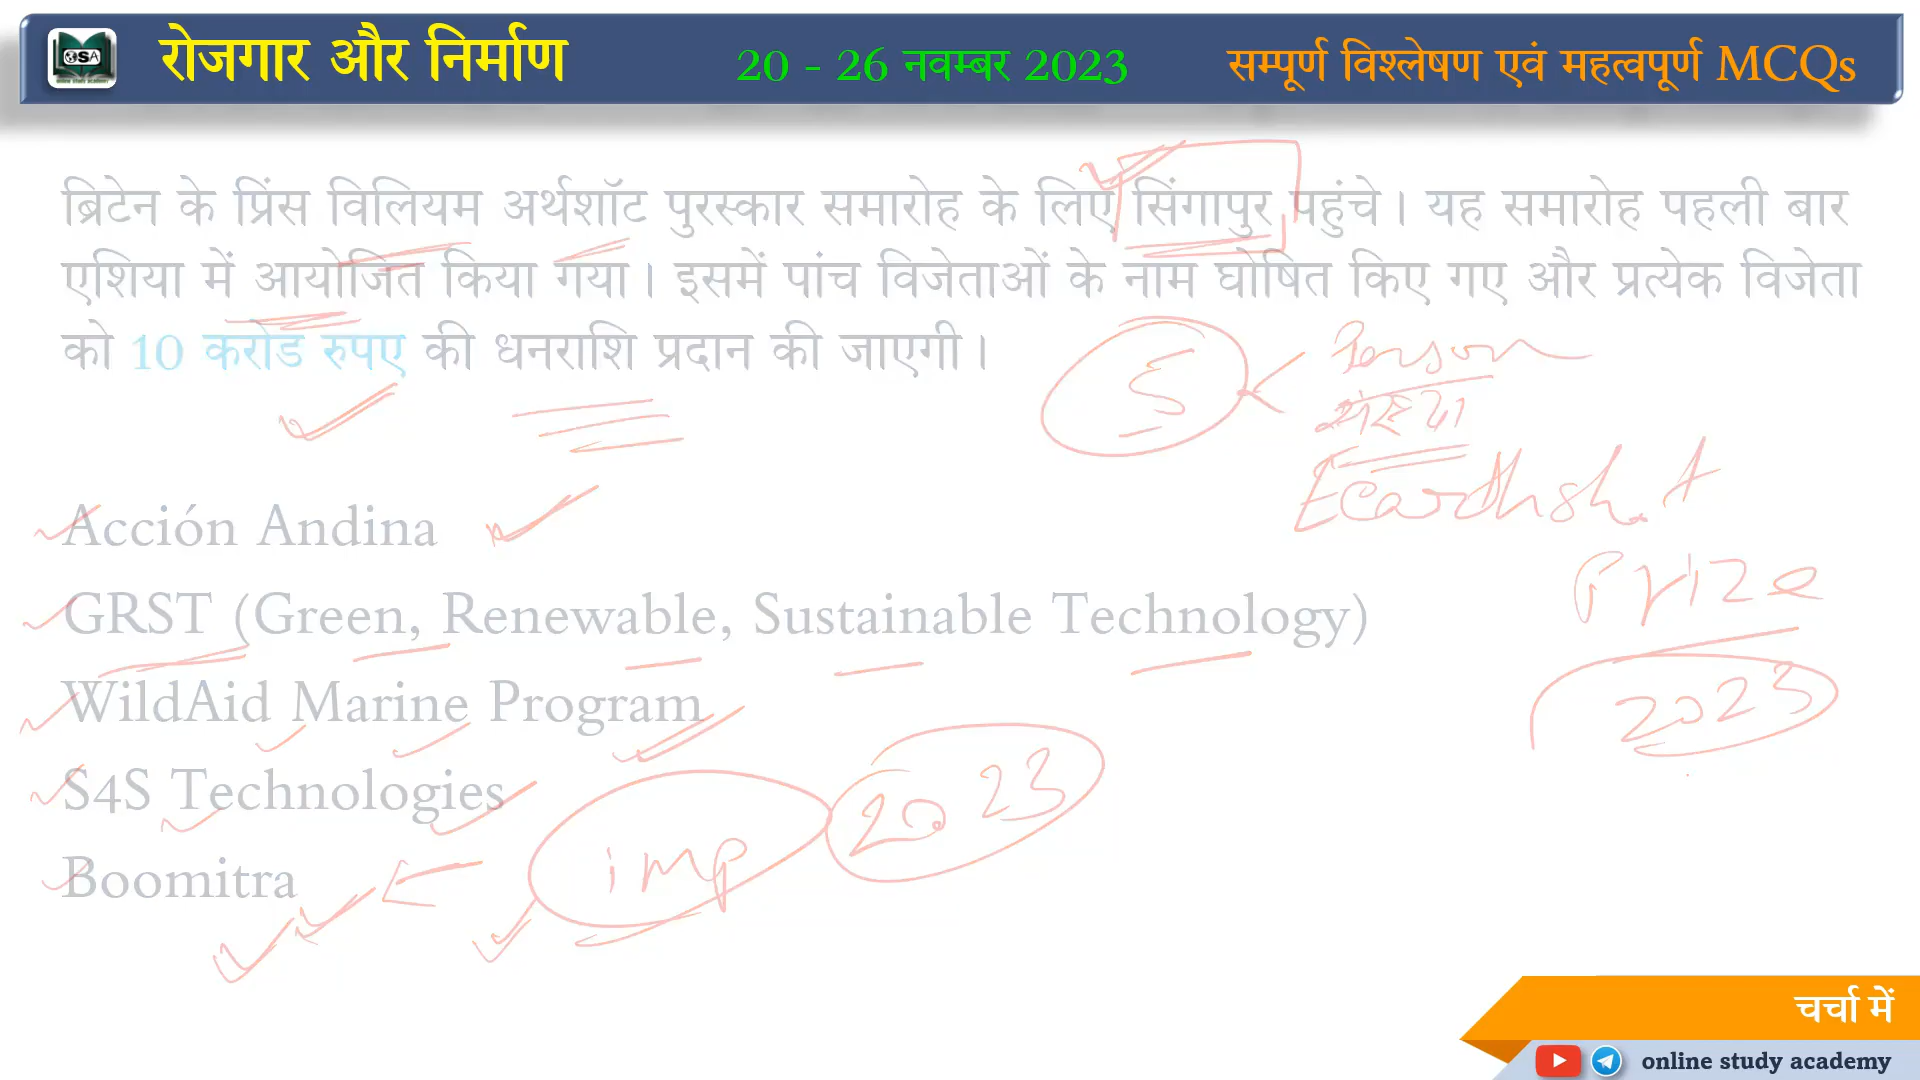 रोजगार और निर्माण 20 - 26 नवम्बर 2023 सम्पूर्ण विश्लेषण एवं महत्वपूर्ण MCQs
OSA
ब्रिटेन के प्रिंस विलियम अर्थशॉट पुरस्कार समारोह के लिए सिंगापुर पहुंचे। यह समारोह पहली बार
एशिया में आयोजित किया गया। इसमें पांच विजेताओं के नाम घोषित किए गए और प्रत्येक विजेता
को 10 करोड रुपए की धनराशि प्रदान की जाएगी।
5
Person
संस्था
Earthshot
Prize
2023
Acción Andina
GRST (Green, Renewable, Sustainable Technology)
WildAid Marine Program
S4S Technologies
Boomitra
imp
2023
चर्चा में
online study academy